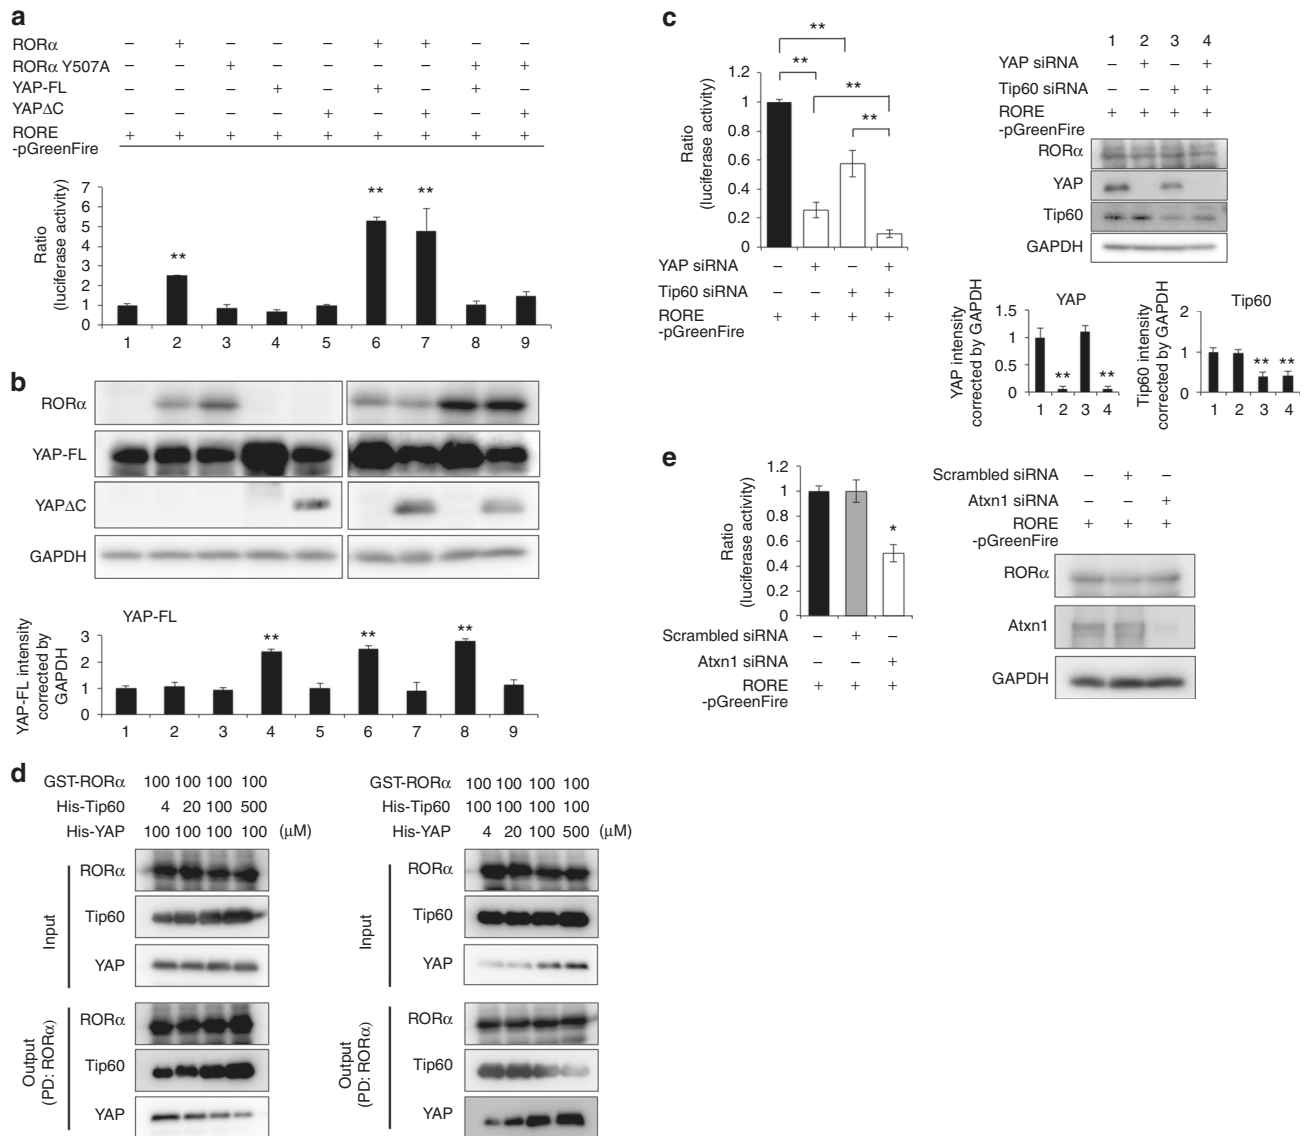 a
RORα – + – – – + + – –
RORα Y507A – – + – – – – + +
YAP-FL – – – + – + – + –
YAPΔC – – – – + – + – +
RORE
-pGreenFire + + + + + + + + +
Ratio
(luciferase activity)
7
6
5
4
3
2
1
0
** ** **
1 2 3 4 5 6 7 8 9
b
RORα
YAP-FL
YAPΔC
GAPDH
YAP-FL
YAP-FL intensity
corrected by
GAPDH
3
2
1
0
** ** **
1 2 3 4 5 6 7 8 9
c
Ratio
(luciferase activity)
1.2
1
0.8
0.6
0.4
0.2
0
**
**
**
**
YAP siRNA – + – +
Tip60 siRNA – – + +
RORE
-pGreenFire + + + +
1 2 3 4
YAP siRNA – + – +
Tip60 siRNA – – + +
RORE
-pGreenFire + + + +
RORα
YAP
Tip60
GAPDH
YAP
YAP intensity
corrected by GAPDH
1.5
1
0.5
0
** **
1 2 3 4
Tip60
Tip60 intensity
corrected by GAPDH
2
1
0
** **
1 2 3 4
d
GST-RORα 100 100 100 100
His-Tip60 4 20 100 500
His-YAP 100 100 100 100 (μM)
Input
RORα
Tip60
YAP
Output
(PD: RORα)
RORα
Tip60
YAP
GST-RORα 100 100 100 100
His-Tip60 100 100 100 100
His-YAP 4 20 100 500 (μM)
Input
RORα
Tip60
YAP
Output
(PD: RORα)
RORα
Tip60
YAP
e
Ratio
(luciferase activity)
1.2
1
0.8
0.6
0.4
0.2
0
*
Scrambled siRNA – + –
Atxn1 siRNA – – +
RORE
-pGreenFire + + +
Scrambled siRNA – + –
Atxn1 siRNA – – +
RORE
-pGreenFire + + +
RORα
Atxn1
GAPDH